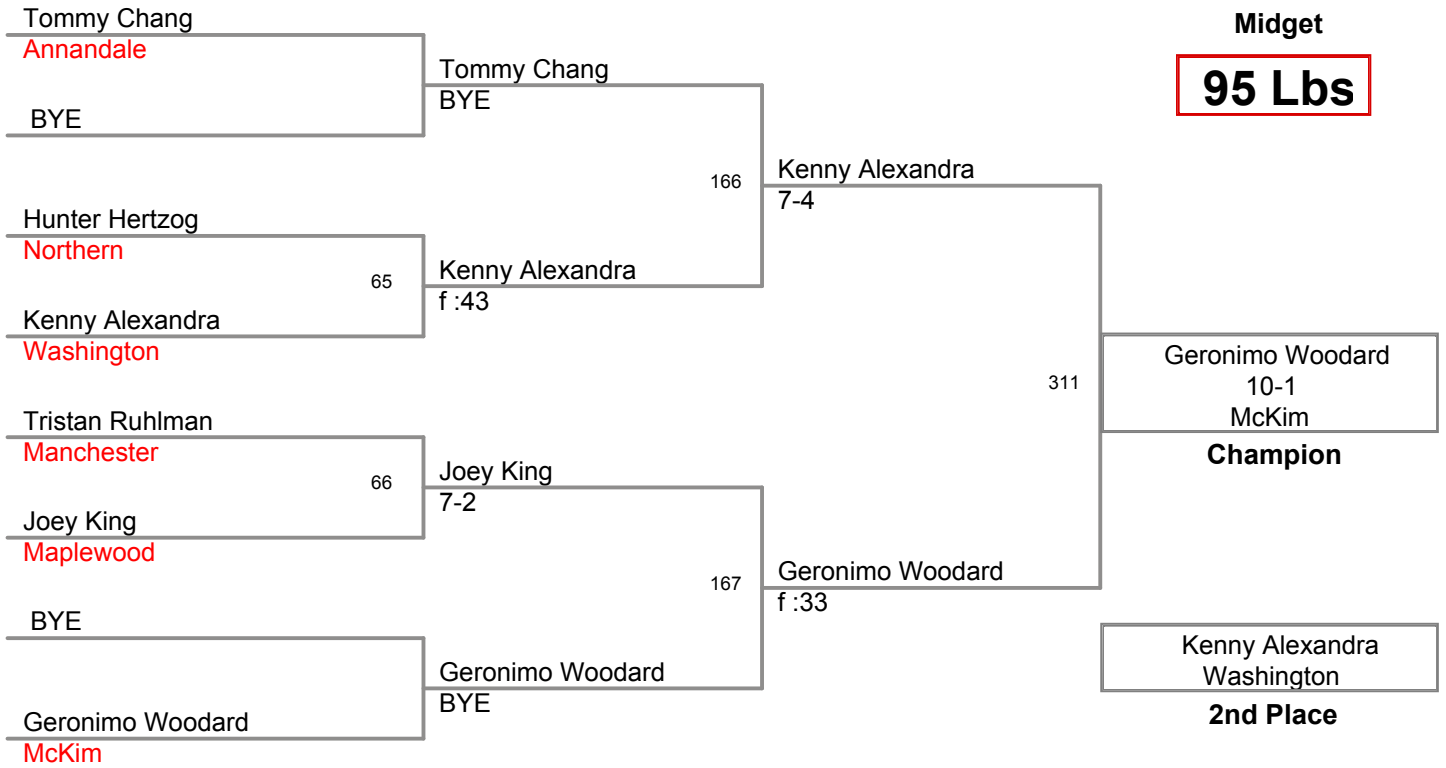 Tommy Chang
Annandale
BYE
Hunter Hertzog
Northern
65
Kenny Alexandra
Washington
Tristan Ruhlman
Manchester
66
Joey King
Maplewood
BYE
Geronimo Woodard
McKim
Tommy Chang
BYE
166
Kenny Alexandra
f :43
Joey King
7-2
167
Geronimo Woodard
BYE
Kenny Alexandra
7-4
311
Geronimo Woodard
f :33
Midget
95 Lbs
Geronimo Woodard
10-1
McKim
Champion
Kenny Alexandra
Washington
2nd Place